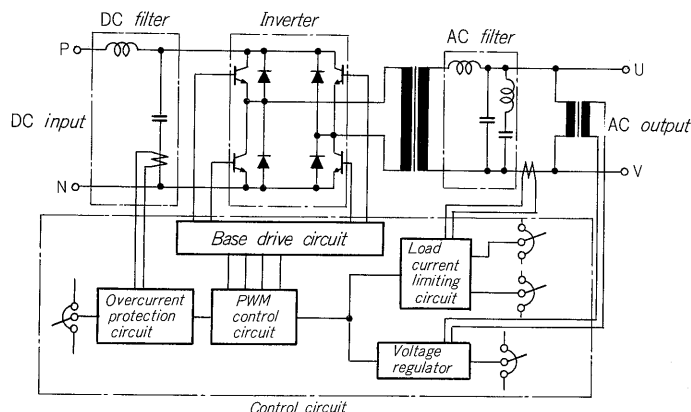 DC filter
Inverter
AC filter
P
U
DC input
AC output
N
V
Base drive circuit
Load
current
limiting
circuit
Overcurrent
protection
circuit
PWM
control
circuit
Voltage
regulator
Control circuit